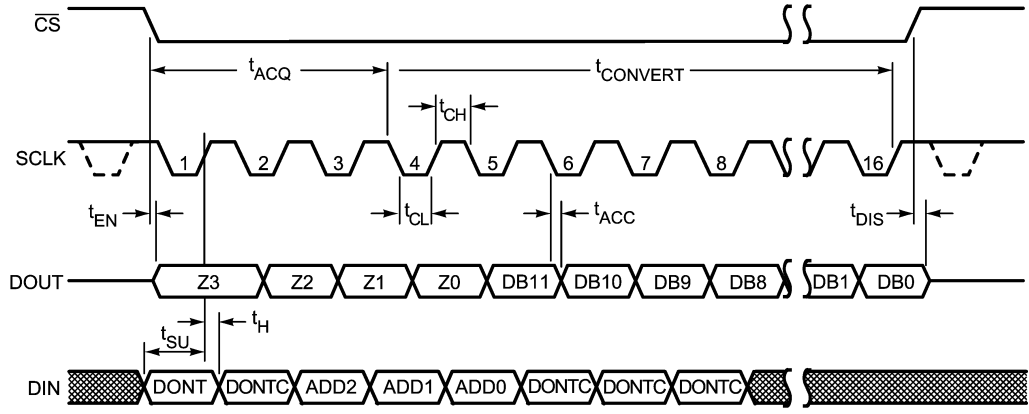 CS
tACQ
tCONVERT
tCH
SCLK
1 2 3 4 5 6 7 8 16
tEN
tCL
tACC
tDIS
DOUT
Z3 Z2 Z1 Z0 DB11 DB10 DB9 DB8 DB1 DB0
tSU
tH
DIN
DONT DONTC ADD2 ADD1 ADD0 DONTC DONTC DONTC